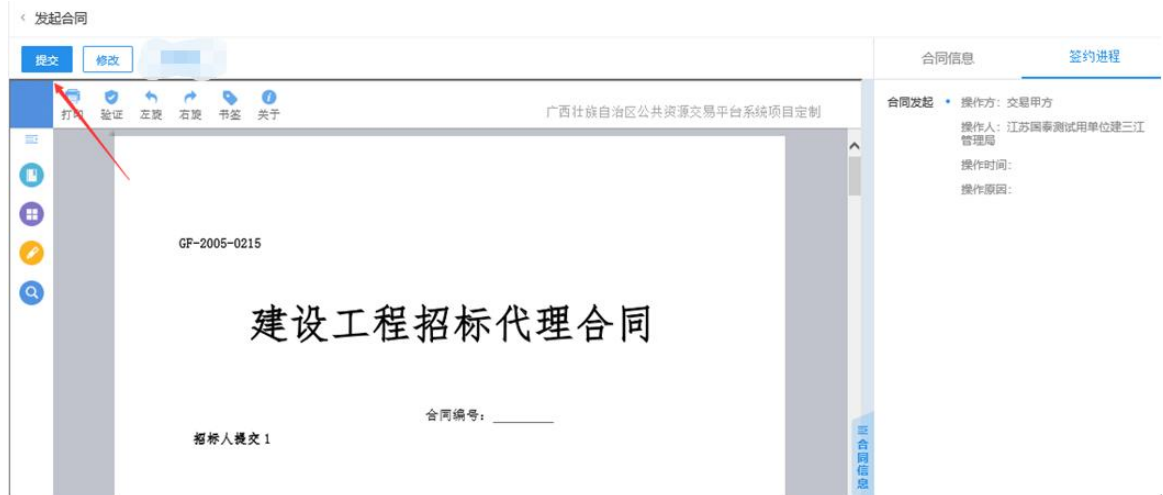 发起合同
提交 修改
合同信息 签约进程
打印 验证 左旋 右旋 书签 关于
广西壮族自治区公共资源交易平台系统项目定制
合同发起 操作方：交易甲方
操作人：江苏国泰测试用单位建三江
管理局
操作时间：
操作原因：
GF-2005-0215
建设工程招标代理合同
合同编号：________
招标人提交 1
合同信息